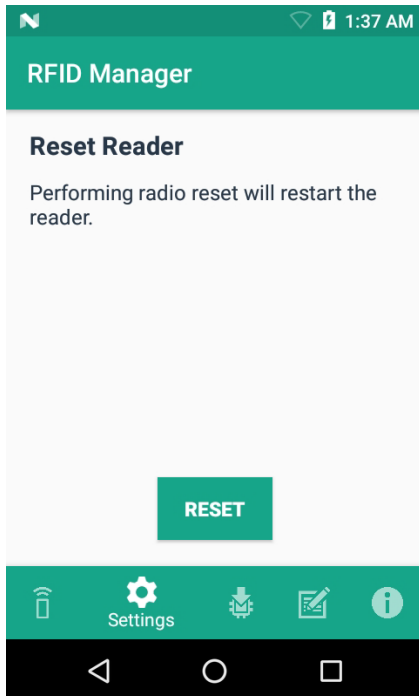 1:37 AM
RFID Manager
Reset Reader
Performing radio reset will restart the
reader.
RESET
Settings